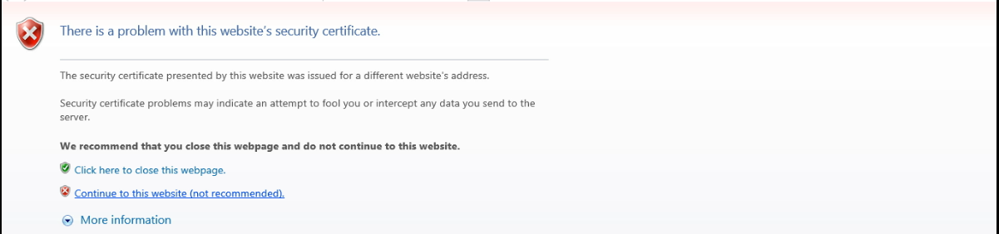 There is a problem with this website's security certificate.
The security certificate presented by this website was issued for a different website's address.
Security certificate problems may indicate an attempt to fool you or intercept any data you send to the
server.
We recommend that you close this webpage and do not continue to this website.
Click here to close this webpage.
Continue to this website (not recommended).
More information